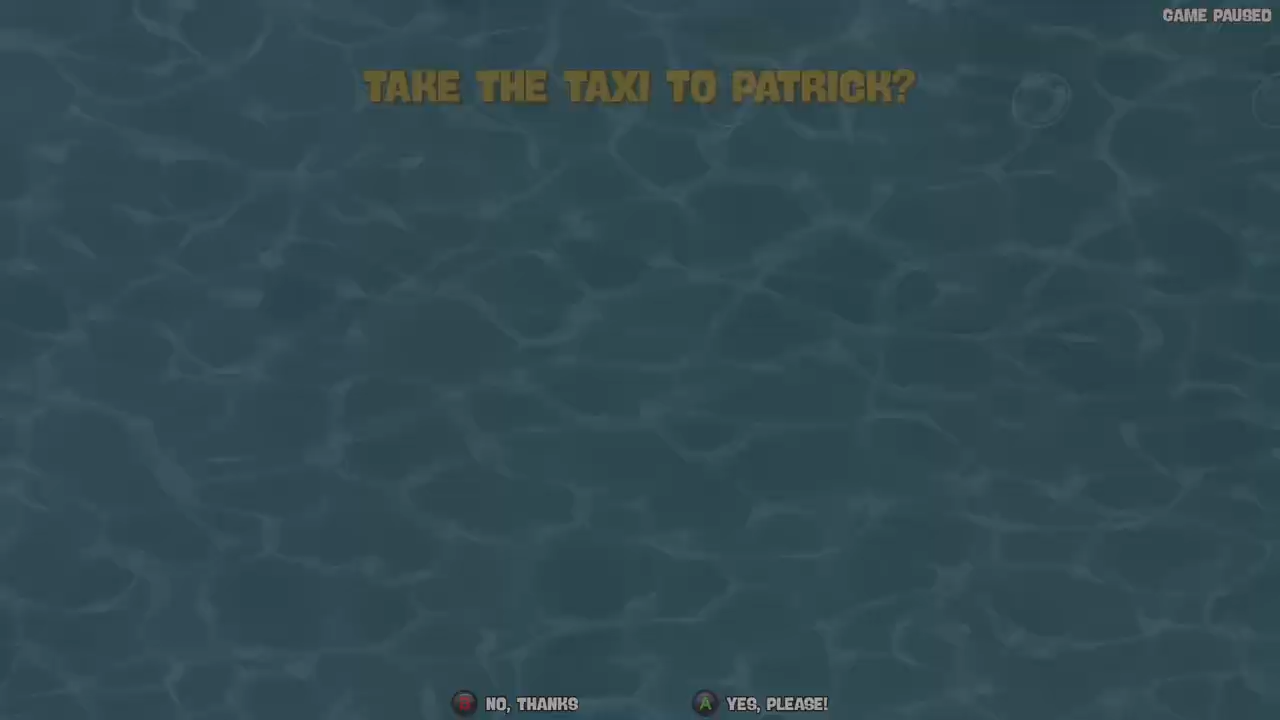 GAME PAUSED
TAKE THE TAXI TO PATRICK?
B NO, THANKS
A YES, PLEASE!